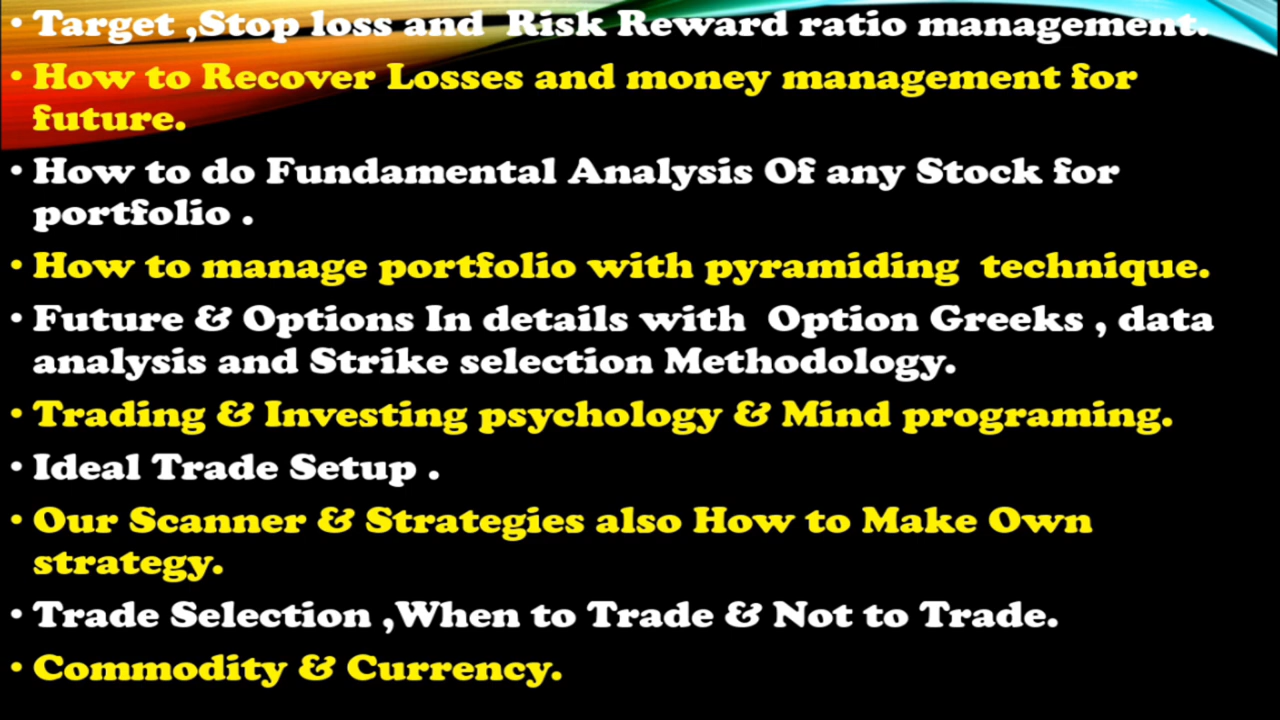 • Target ,Stop loss and Risk Reward ratio management.
• How to Recover Losses and money management for
future.
• How to do Fundamental Analysis Of any Stock for
portfolio .
• How to manage portfolio with pyramiding technique.
• Future & Options In details with Option Greeks , data
analysis and Strike selection Methodology.
• Trading & Investing psychology & Mind programing.
• Ideal Trade Setup .
• Our Scanner & Strategies also How to Make Own
strategy.
• Trade Selection ,When to Trade & Not to Trade.
• Commodity & Currency.